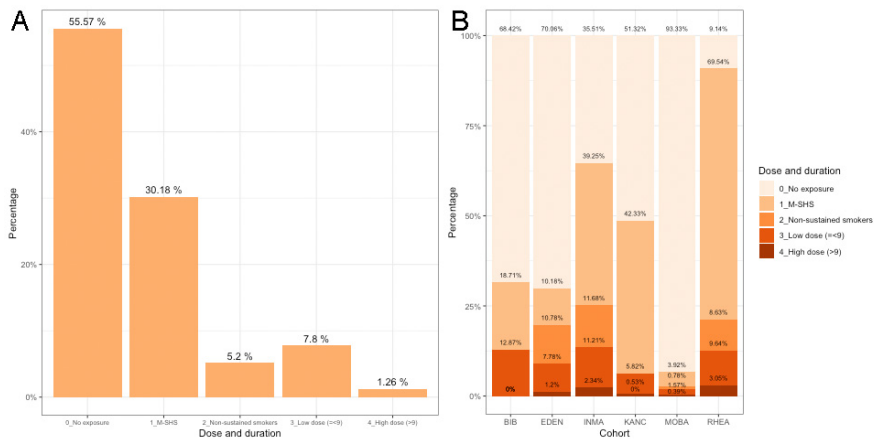 A
55.57 %
30.18 %
5.2 %
7.8 %
1.26 %
40%
20%
0%
Percentage
0_No exposure
1_M-SHS
2_Non-sustained smokers
3_Low dose (=<9)
4_High dose (>9)
Dose and duration
B
68.42% 70.06% 35.51% 51.32% 93.33% 9.14%
100%
69.54%
75%
39.25%
50%
42.33%
25%
18.71%
10.18%
11.68%
8.63%
12.87%
10.78%
11.21%
9.64%
7.78%
5.82%
3.92%
0.78%
1.57%
0.39%
0%
1.2%
2.34%
0.53%
0%
3.05%
0%
Percentage
BIB EDEN INMA KANC MOBA RHEA
Cohort
Dose and duration
0_No exposure
1_M-SHS
2_Non-sustained smokers
3_Low dose (=<9)
4_High dose (>9)